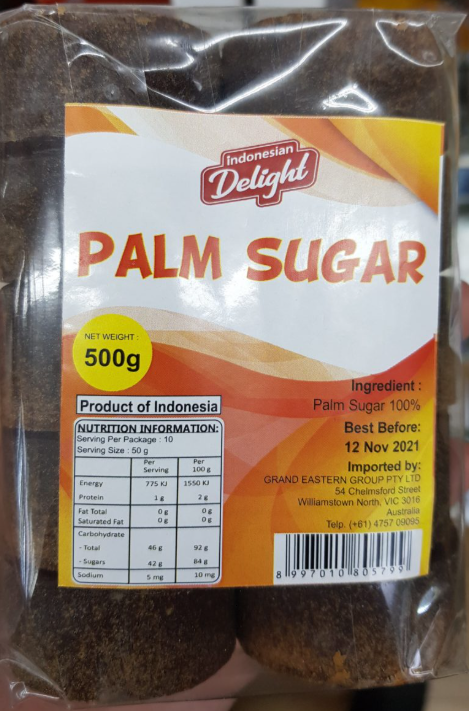 indonesian
Delight
PALM SUGAR
NET WEIGHT :
500g
Ingredient :
Palm Sugar 100%
Best Before:
12 Nov 2021
Imported by:
GRAND EASTERN GROUP PTY LTD
54 Chelmsford Street
Williamstown North, VIC 3016
Australia
Telp. (+61) 4757 09095
8 997010 805799
Product of Indonesia
NUTRITION INFORMATION:
Serving Per Package : 10
Serving Size : 50 g
Per Serving Per 100 g
Energy 775 KJ 1550 KJ
Protein 1 g 2 g
Fat Total 0 g 0 g
Saturated Fat 0 g 0 g
Carbohydrate
- Total 46 g 92 g
- Sugars 42 g 84 g
Sodium 5 mg 10 mg